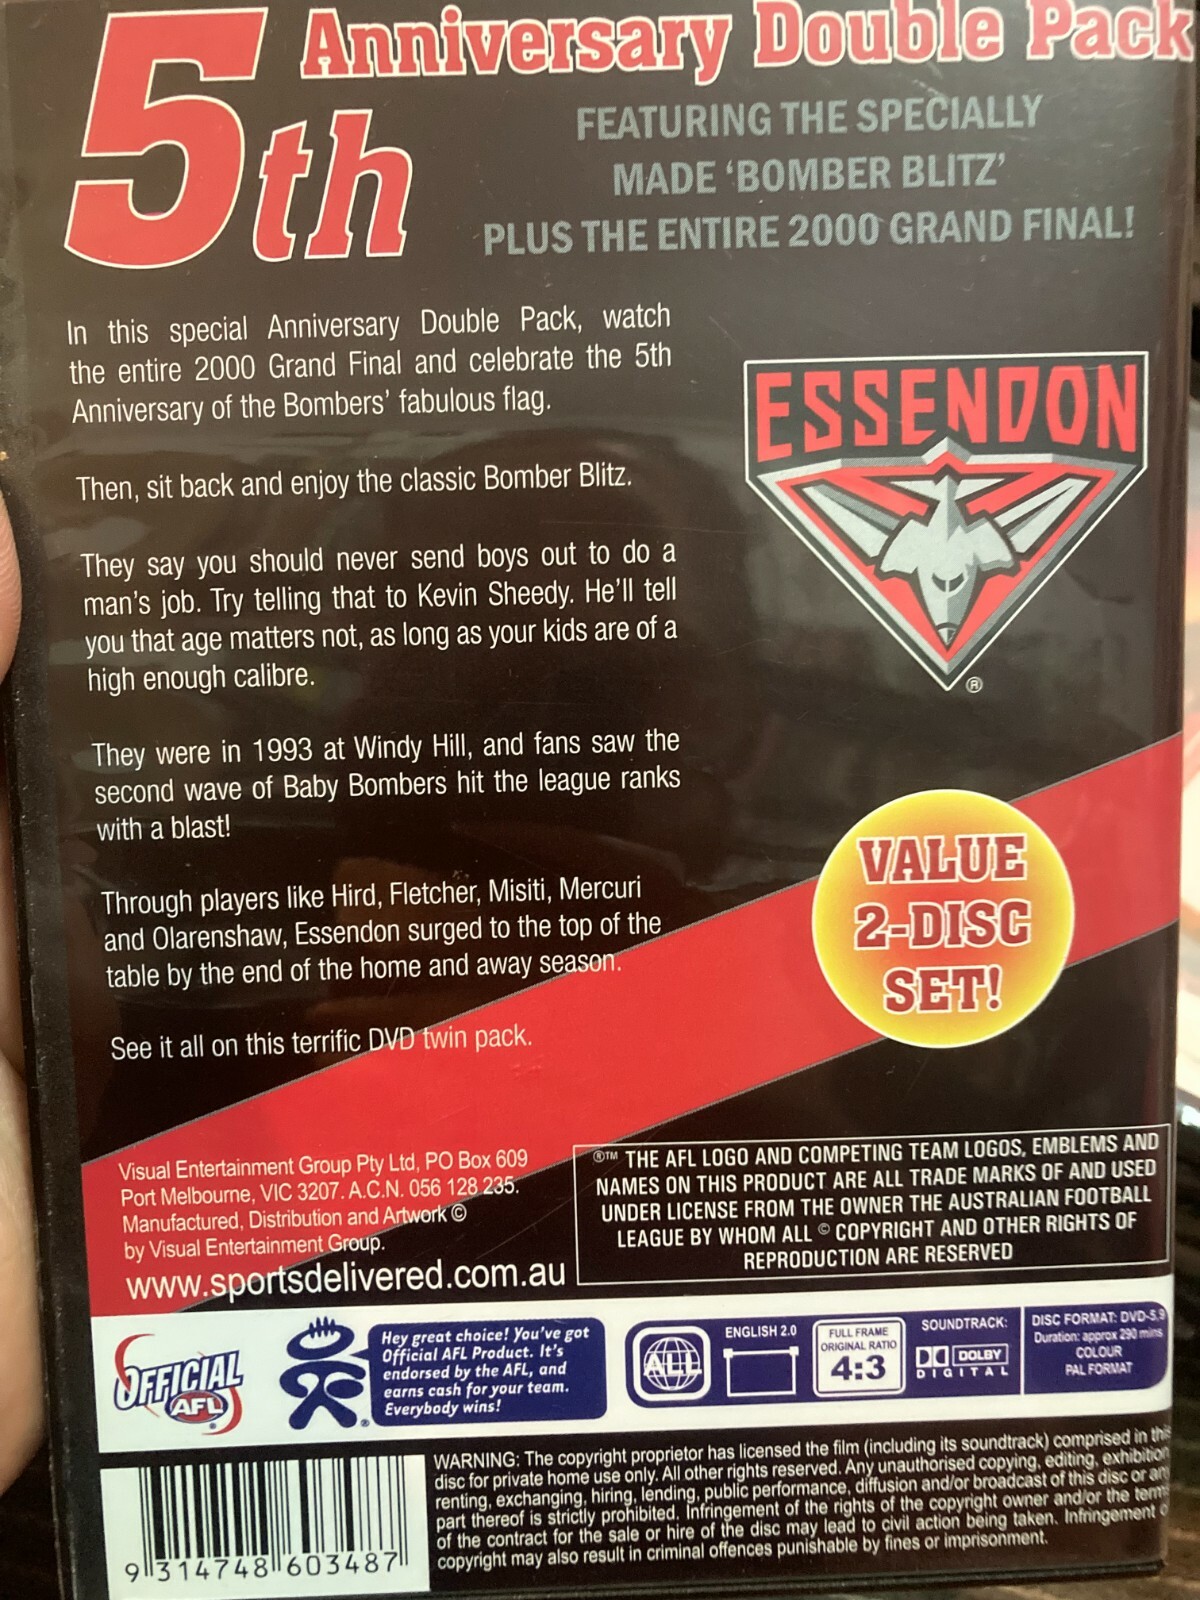 5th Anniversary Double Pack
FEATURING THE SPECIALLY
MADE ‘BOMBER BLITZ’
PLUS THE ENTIRE 2000 GRAND FINAL!
In this special Anniversary Double Pack, watch
the entire 2000 Grand Final and celebrate the 5th
Anniversary of the Bombers’ fabulous flag.
Then, sit back and enjoy the classic Bomber Blitz.
They say you should never send boys out to do a
man’s job. Try telling that to Kevin Sheedy. He’ll tell
you that age matters not, as long as your kids are of a
high enough calibre.
They were in 1993 at Windy Hill, and fans saw the
second wave of Baby Bombers hit the league ranks
with a blast!
Through players like Hird, Fletcher, Misiti, Mercuri
and Olarenshaw, Essendon surged to the top of the
table by the end of the home and away season.
See it all on this terrific DVD twin pack.
ESSENDON
®
VALUE
2-DISC
SET!
Visual Entertainment Group Pty Ltd, PO Box 609
Port Melbourne, VIC 3207. A.C.N. 056 128 235.
Manufactured, Distribution and Artwork ©
by Visual Entertainment Group.
www.sportsdelivered.com.au
®™ THE AFL LOGO AND COMPETING TEAM LOGOS, EMBLEMS AND
NAMES ON THIS PRODUCT ARE ALL TRADE MARKS OF AND USED
UNDER LICENSE FROM THE OWNER THE AUSTRALIAN FOOTBALL
LEAGUE BY WHOM ALL © COPYRIGHT AND OTHER RIGHTS OF
REPRODUCTION ARE RESERVED
OFFICIAL
AFL
®
Hey great choice! You’ve got
Official AFL Product. It’s
endorsed by the AFL, and
earns cash for your team.
Everybody wins!
®
ALL
ENGLISH 2.0
FULL FRAME
ORIGINAL RATIO
4:3
SOUNDTRACK:
DOLBY
DIGITAL
DISC FORMAT: DVD-5,9
Duration: approx 290 mins
COLOUR
PAL FORMAT
9 314748 603487
WARNING: The copyright proprietor has licensed the film (including its soundtrack) comprised in this
disc for private home use only. All other rights reserved. Any unauthorised copying, editing, exhibition
renting, exchanging, hiring, lending, public performance, diffusion and/or broadcast of this disc or any
part thereof is strictly prohibited. Infringement of the rights of the copyright owner and/or the terms
of the contract for the sale or hire of the disc may lead to civil action being taken. Infringement
copyright may also result in criminal offences punishable by fines or imprisonment.